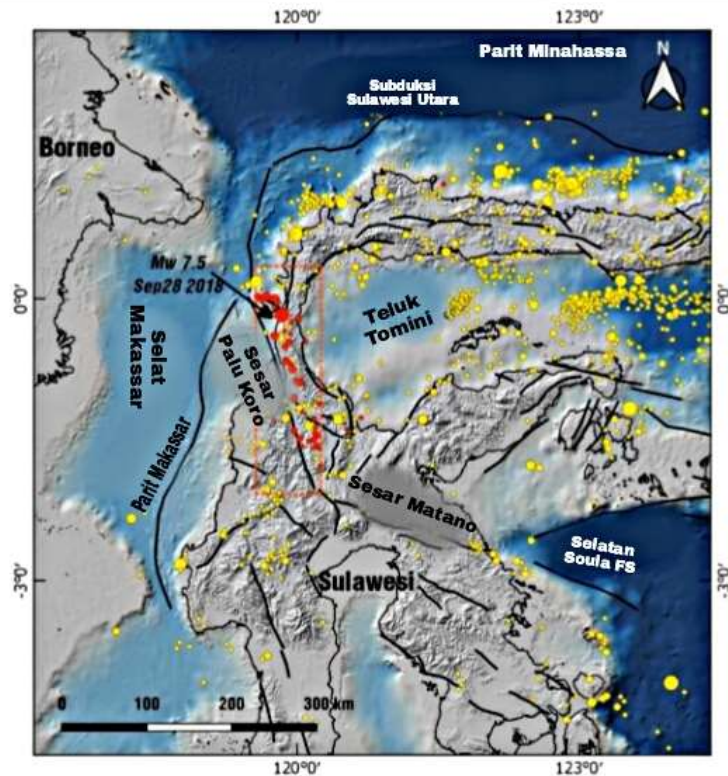 120°0'
123°0'
Parit Minahassa
N
Subduksi
Sulawesi Utara
Borneo
Mw 7.5
Sep28 2018
0°0'
0°0'
Teluk
Tomini
Selat
Makassar
Sesar
Palu Koro
Parit Makassar
Sesar Matano
Selatan
Soula FS
-3°0'
-3°0'
Sulawesi
0
100
200
300 km
120°0'
123°0'